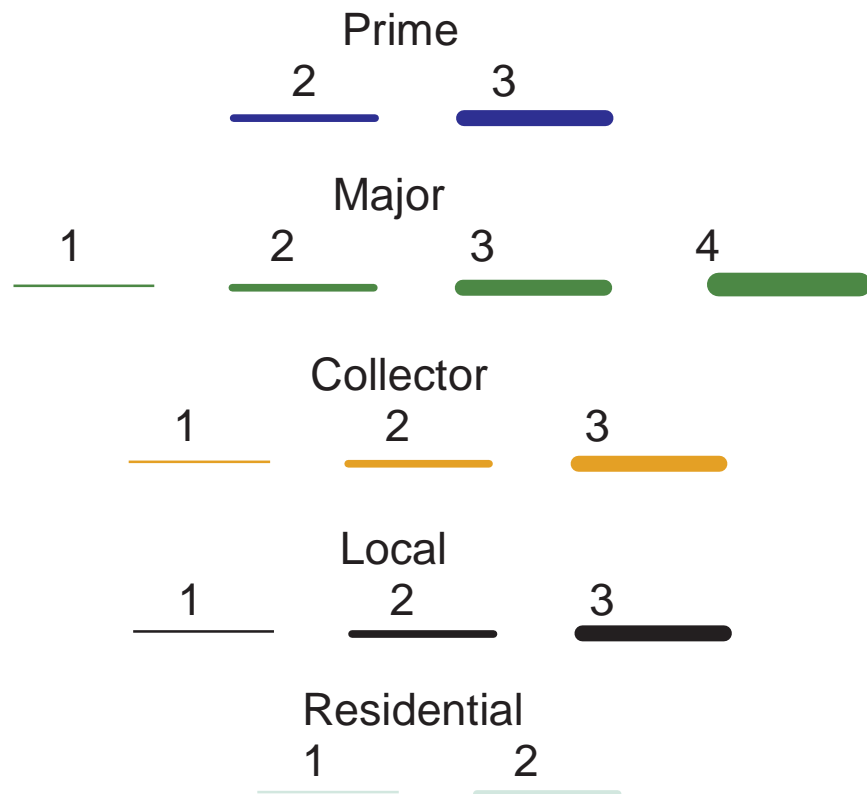 Prime
2 3
Major
1 2 3 4
Collector
1 2 3
Local
1 2 3
Residential
1 2